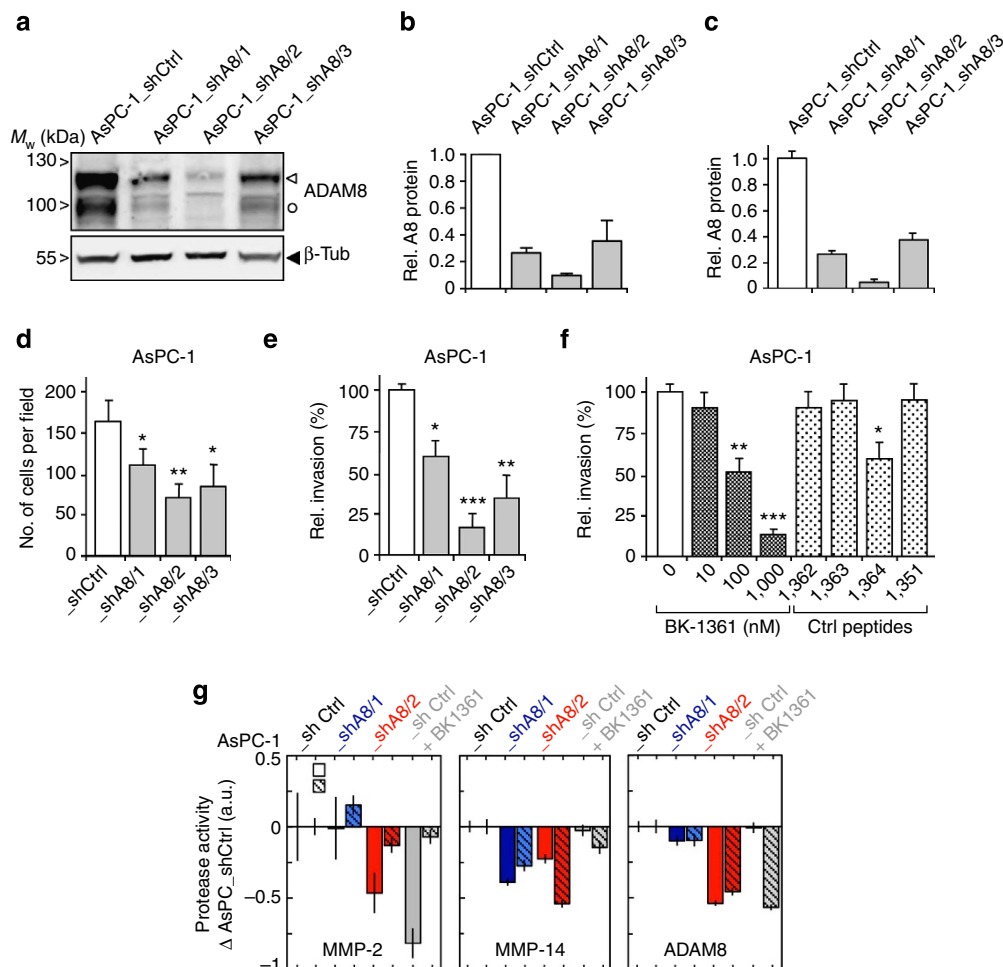 a
AsPC-1_shCtrl
AsPC-1_shA8/1
AsPC-1_shA8/2
AsPC-1_shA8/3
Mw (kDa)
130 >
100 >
55 >
ADAM8
β-Tub
b
AsPC-1_shCtrl
AsPC-1_shA8/1
AsPC-1_shA8/2
AsPC-1_shA8/3
Rel. A8 protein
1.0
0.8
0.6
0.4
0.2
0
c
AsPC-1_shCtrl
AsPC-1_shA8/1
AsPC-1_shA8/2
AsPC-1_shA8/3
Rel. A8 protein
1.0
0.8
0.6
0.4
0.2
0
d
AsPC-1
No. of cells per field
200
150
100
50
0
*
**
*
_shCtrl
_shA8/1
_shA8/2
_shA8/3
e
AsPC-1
Rel. invasion (%)
100
75
50
25
0
*
***
**
_shCtrl
_shA8/1
_shA8/2
_shA8/3
f
AsPC-1
Rel. invasion (%)
100
75
50
25
0
**
***
*
0
10
100
1,000
1,362
1,363
1,364
1,351
BK-1361 (nM)
Ctrl peptides
g
AsPC-1
_sh Ctrl
_shA8/1
_shA8/2
_sh Ctrl
+ BK1361
_sh Ctrl
_shA8/1
_shA8/2
_sh Ctrl
+ BK1361
_sh Ctrl
_shA8/1
_shA8/2
_sh Ctrl
+ BK1361
Protease activity
Δ AsPC_shCtrl (a.u.)
0.5
0
−0.5
−1
MMP-2
MMP-14
ADAM8